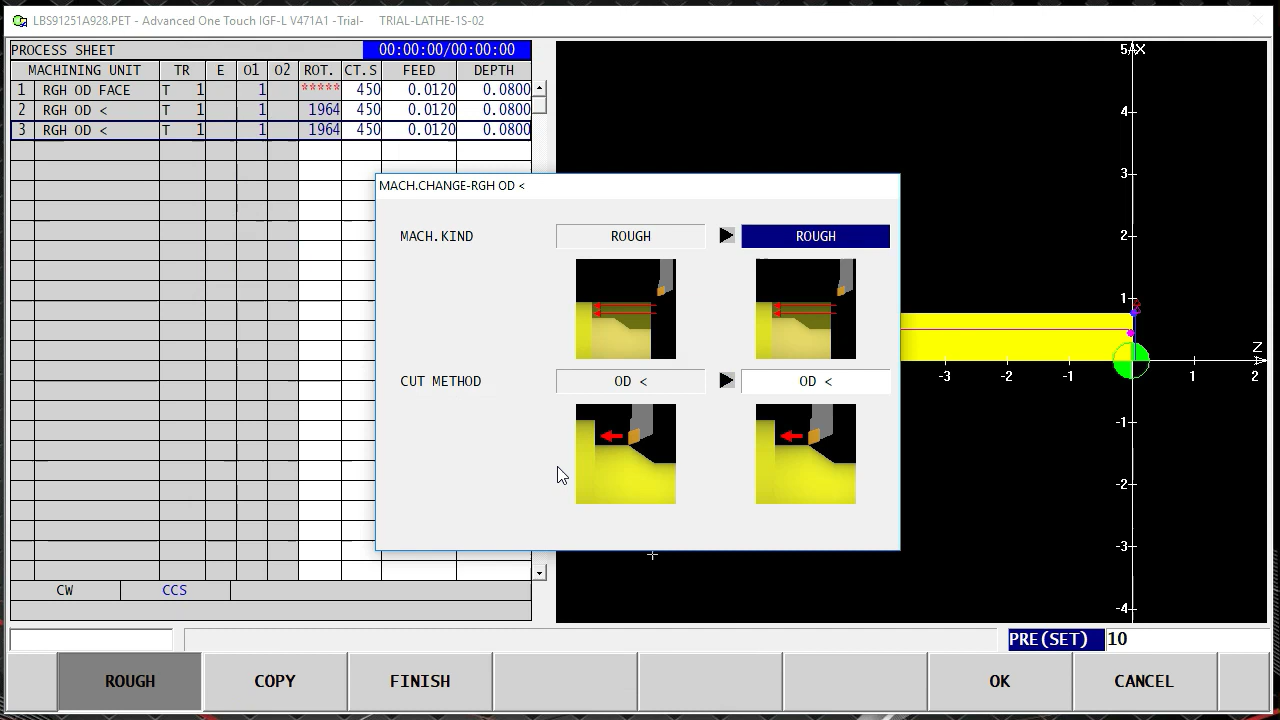 LBS91251A928.PET - Advanced One Touch IGF-L V471A1 -Trial- TRIAL-LATHE-1S-02
PROCESS SHEET 00:00:00/00:00:00
MACHINING UNIT TR E O1 O2 ROT. CT.S FEED DEPTH
1 RGH OD FACE T 1 1 ***** 450 0.0120 0.0800
2 RGH OD < T 1 1 1964 450 0.0120 0.0800
3 RGH OD < T 1 1 1964 450 0.0120 0.0800
MACH.CHANGE-RGH OD <
MACH.KIND ROUGH ROUGH
CUT METHOD OD < OD <
5 X
4
3
2
1
-3 -2 -1 1 2
Z
-1
-2
-3
-4
CW CCS
PRE(SET) 10
ROUGH COPY FINISH OK CANCEL